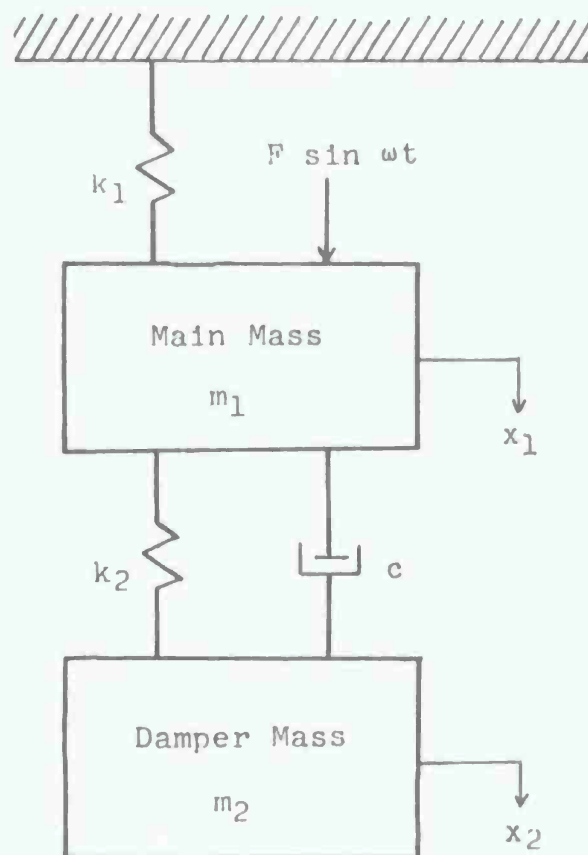 F sin ωt
k₁
Main Mass
m₁
x₁
k₂
c
Damper Mass
m₂
x₂